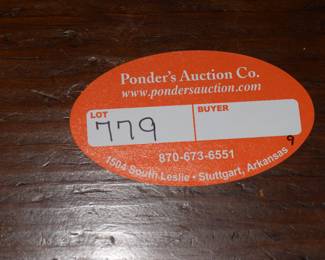 Ponder's Auction Co.
www.pondersauction.com
LOT BUYER
779
870-673-6551
1504 South Leslie • Stuttgart, Arkansas
9